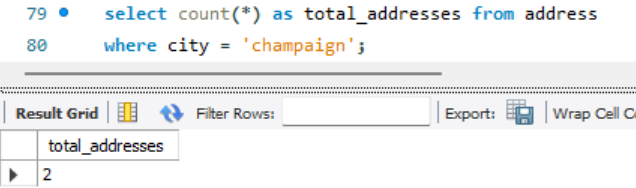 79 select count(*) as total_addresses from address
80 where city = 'champaign';
Result Grid Filter Rows: Export: Wrap Cell C
total_addresses
2